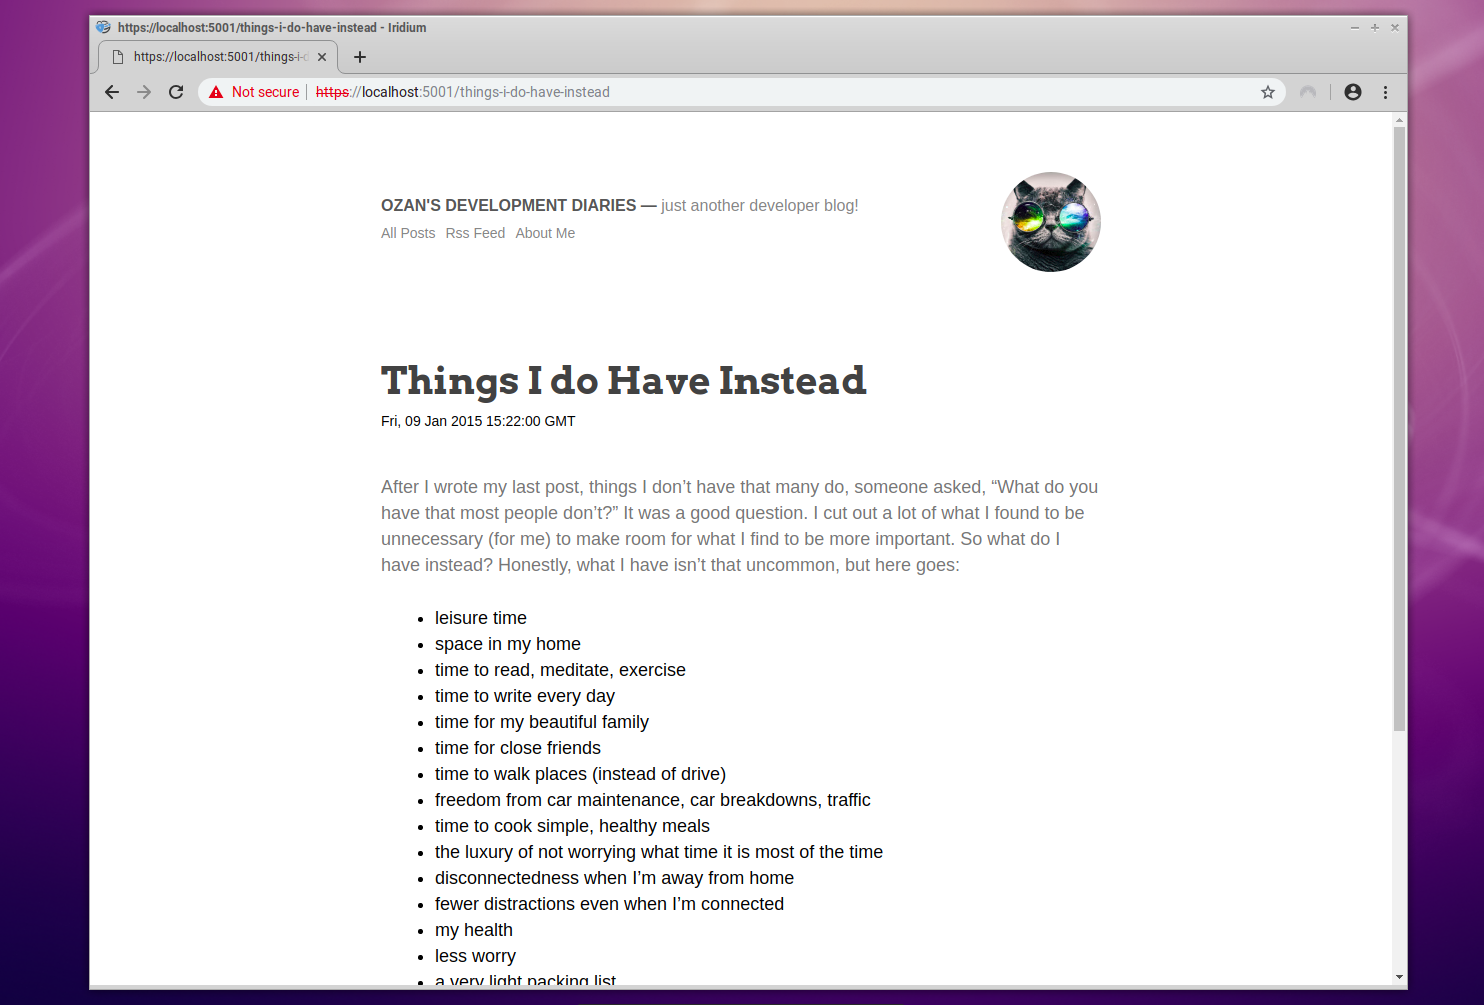 https://localhost:5001/things-i-do-have-instead - Iridium
https://localhost:5001/things-i-d
Not secure https://localhost:5001/things-i-do-have-instead
OZAN'S DEVELOPMENT DIARIES — just another developer blog!
All Posts Rss Feed About Me
Things I do Have Instead
Fri, 09 Jan 2015 15:22:00 GMT
After I wrote my last post, things I don’t have that many do, someone asked, “What do you
have that most people don’t?” It was a good question. I cut out a lot of what I found to be
unnecessary (for me) to make room for what I find to be more important. So what do I
have instead? Honestly, what I have isn’t that uncommon, but here goes:
• leisure time
• space in my home
• time to read, meditate, exercise
• time to write every day
• time for my beautiful family
• time for close friends
• time to walk places (instead of drive)
• freedom from car maintenance, car breakdowns, traffic
• time to cook simple, healthy meals
• the luxury of not worrying what time it is most of the time
• disconnectedness when I’m away from home
• fewer distractions even when I’m connected
• my health
• less worry
• a very light packing list